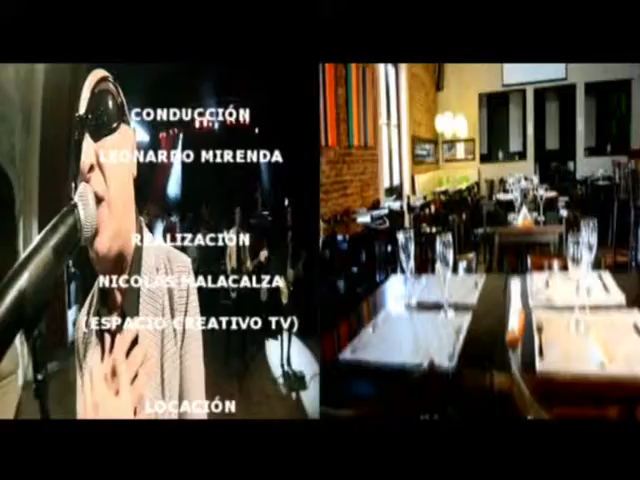 CONDUCCIÓN
LEONARDO MIRENDA
REALIZACIÓN
NICOLAS MALACALZA
(ESPACIO CREATIVO TV)
LOCACIÓN